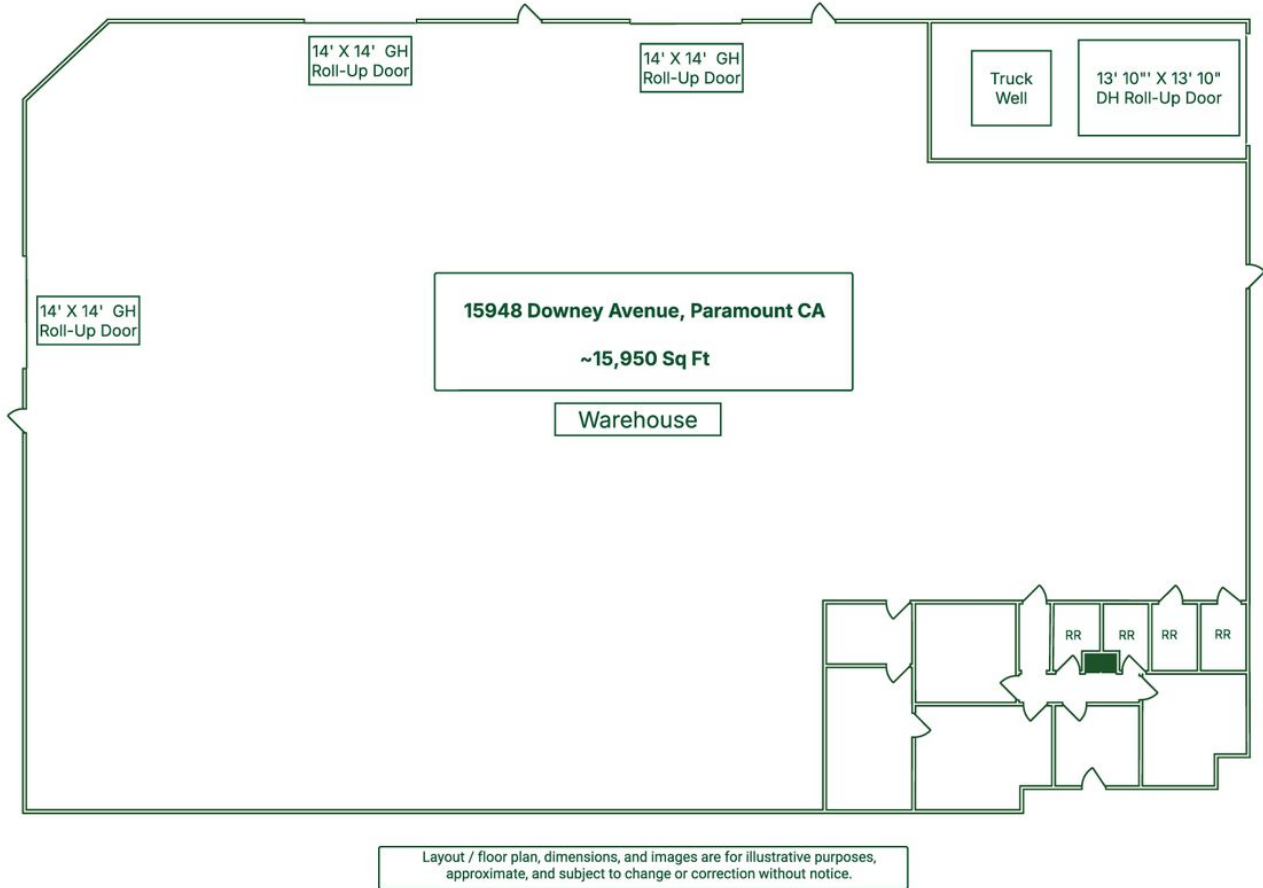 14' X 14' GH
Roll-Up Door
14' X 14' GH
Roll-Up Door
Truck
Well
13' 10"' X 13' 10"
DH Roll-Up Door
14' X 14' GH
Roll-Up Door
15948 Downey Avenue, Paramount CA
~15,950 Sq Ft
Warehouse
RR
RR
RR
RR
Layout / floor plan, dimensions, and images are for illustrative purposes,
approximate, and subject to change or correction without notice.